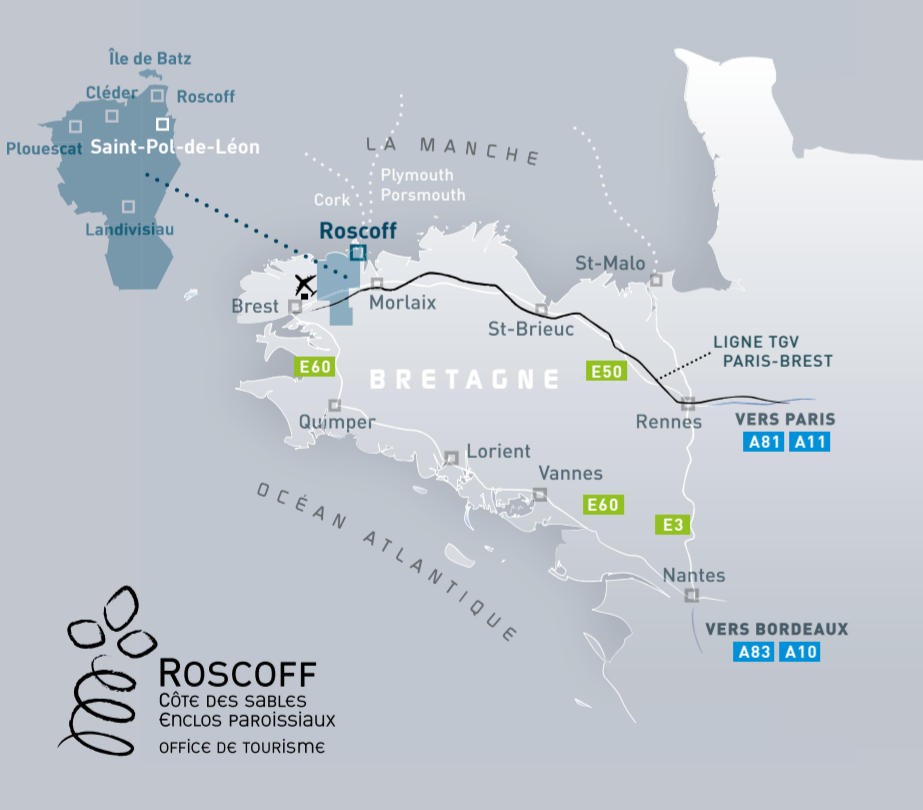 Île de Batz
Cléder
Roscoff
Plouescat
Saint-Pol-de-Léon
Landivisiau
LA MANCHE
Plymouth
Porsmouth
Cork
Roscoff
St-Malo
Brest
Morlaix
St-Brieuc
LIGNE TGV
PARIS-BREST
E60
BRETAGNE
E50
Quimper
Rennes
VERS PARIS
A81 A11
Lorient
Vannes
E60
E3
OCÉAN ATLANTIQUE
Nantes
VERS BORDEAUX
A83 A10
ROSCOFF
CÔTE DES SABLES
ENCLOS PAROISSIAUX
OFFICE DE TOURISME